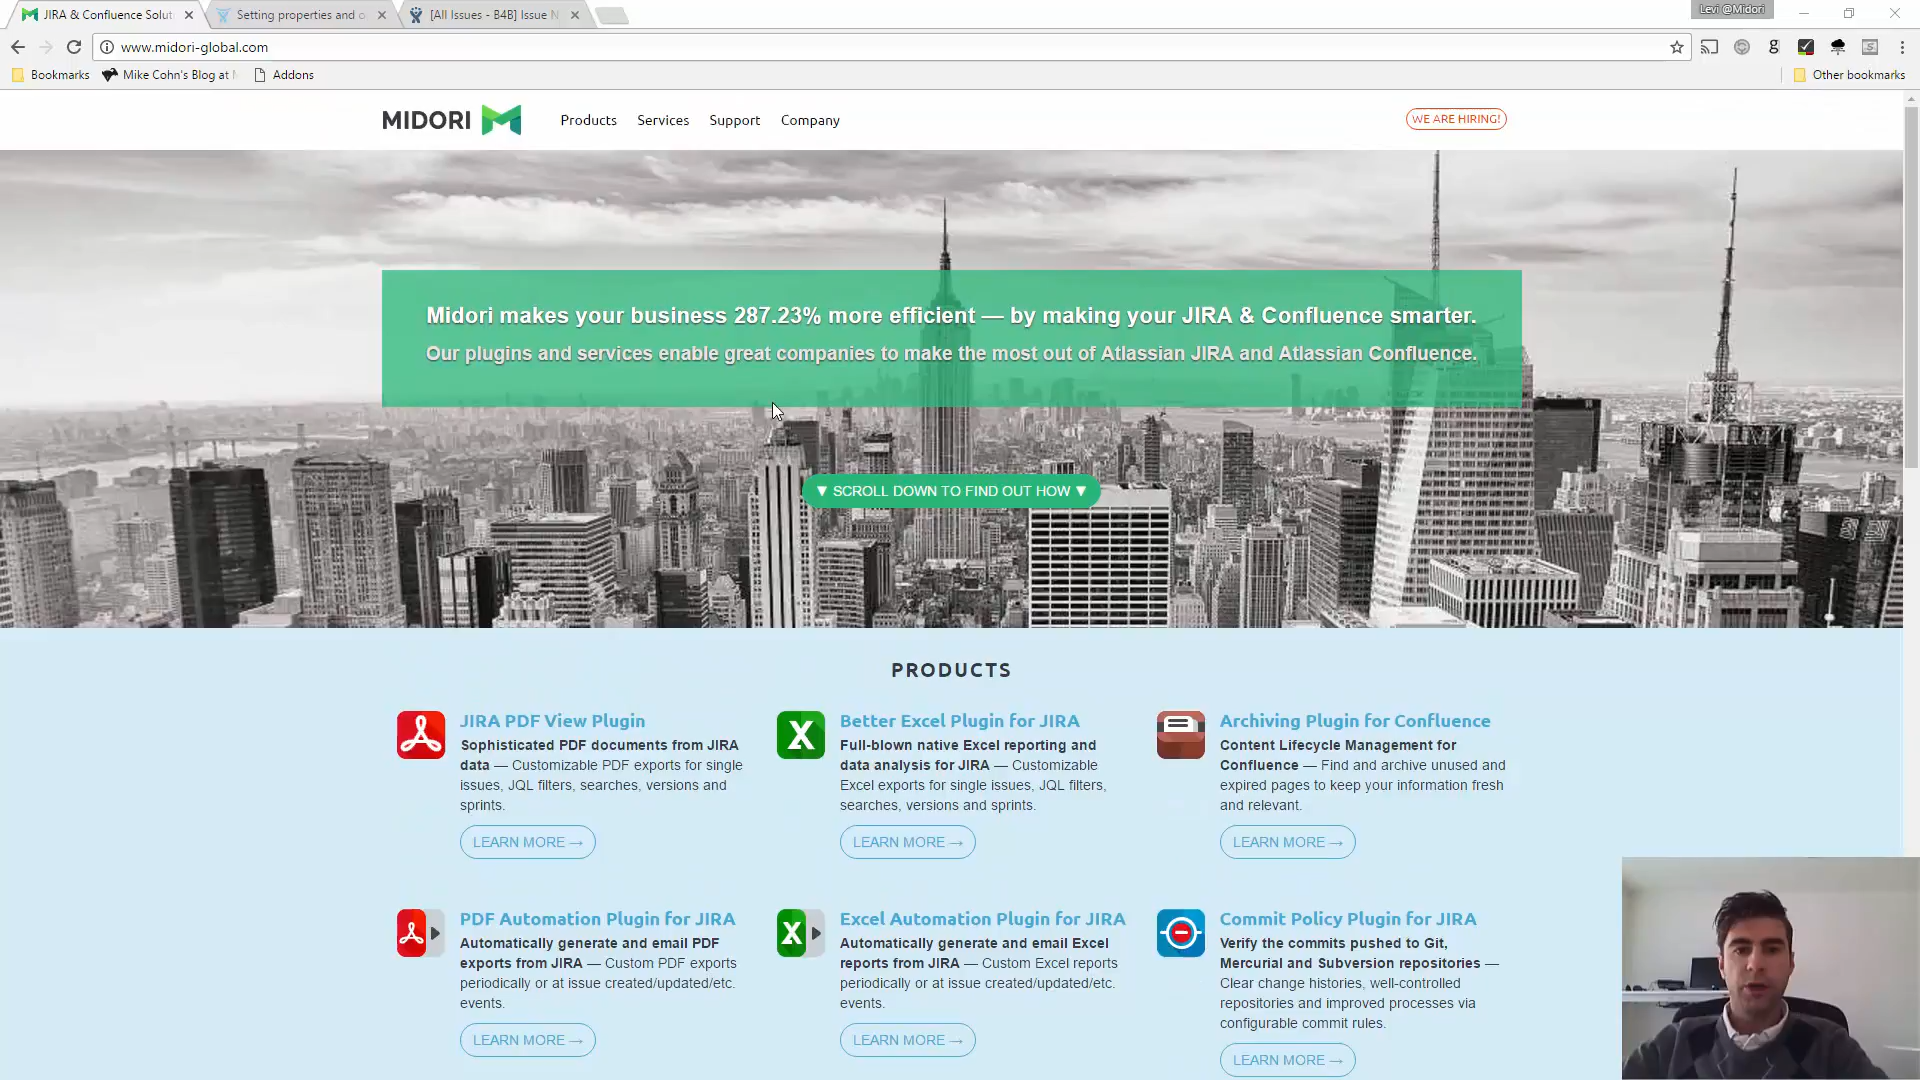 JIRA & Confluence Solut
Setting properties and o
[All Issues - B4B] Issue N
Levi @Midori
www.midori-global.com
Bookmarks
Mike Cohn's Blog at
Addons
Other bookmarks
MIDORI
Products
Services
Support
Company
WE ARE HIRING!
Midori makes your business 287.23% more efficient — by making your JIRA & Confluence smarter.
Our plugins and services enable great companies to make the most out of Atlassian JIRA and Atlassian Confluence.
▼ SCROLL DOWN TO FIND OUT HOW ▼
PRODUCTS
JIRA PDF View Plugin
Sophisticated PDF documents from JIRA
data — Customizable PDF exports for single
issues, JQL filters, searches, versions and
sprints.
LEARN MORE →
Better Excel Plugin for JIRA
Full-blown native Excel reporting and
data analysis for JIRA — Customizable
Excel exports for single issues, JQL filters,
searches, versions and sprints.
LEARN MORE →
Archiving Plugin for Confluence
Content Lifecycle Management for
Confluence — Find and archive unused and
expired pages to keep your information fresh
and relevant.
LEARN MORE →
PDF Automation Plugin for JIRA
Automatically generate and email PDF
exports from JIRA — Custom PDF exports
periodically or at issue created/updated/etc.
events.
LEARN MORE →
Excel Automation Plugin for JIRA
Automatically generate and email Excel
reports from JIRA — Custom Excel reports
periodically or at issue created/updated/etc.
events.
LEARN MORE →
Commit Policy Plugin for JIRA
Verify the commits pushed to Git,
Mercurial and Subversion repositories —
Clear change histories, well-controlled
repositories and improved processes via
configurable commit rules.
LEARN MORE →